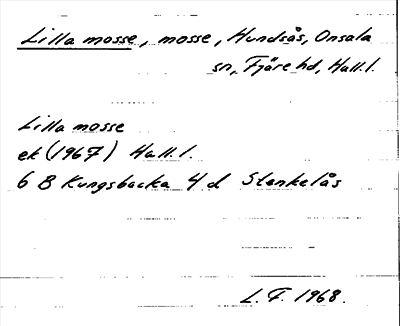 Lilla mosse, mosse, Hundsås, Onsala
sn, Fjäre hd, Hall.l.
Lilla mosse
ek (1967) Hall.l.
6 B Kungsbacka 4 d Stenkelås
L. F. 1968.